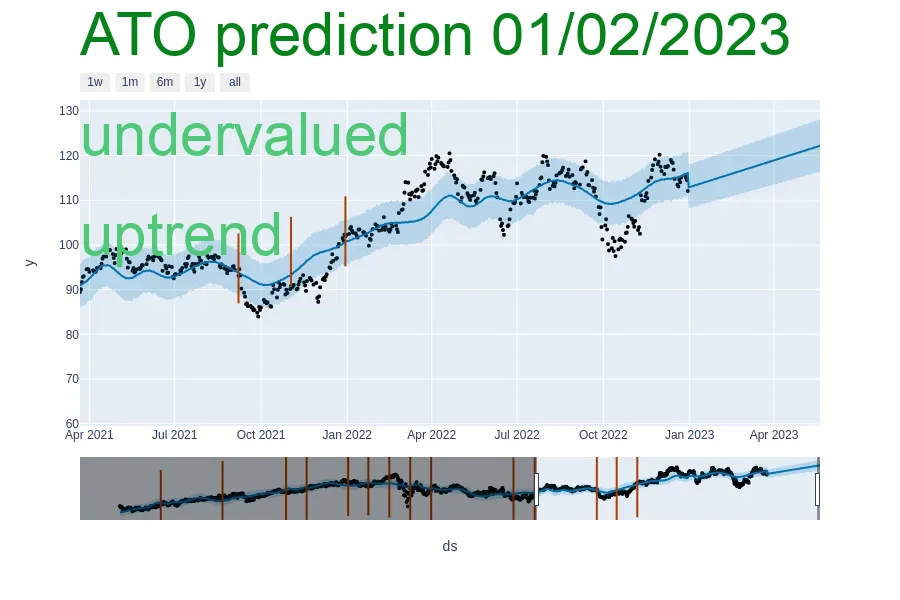 ATO prediction 01/02/2023
1w 1m 6m 1y all
130
undervalued
120
110
uptrend
100
y
90
80
70
60
Apr 2021 Jul 2021 Oct 2021 Jan 2022 Apr 2022 Jul 2022 Oct 2022 Jan 2023 Apr 2023
ds